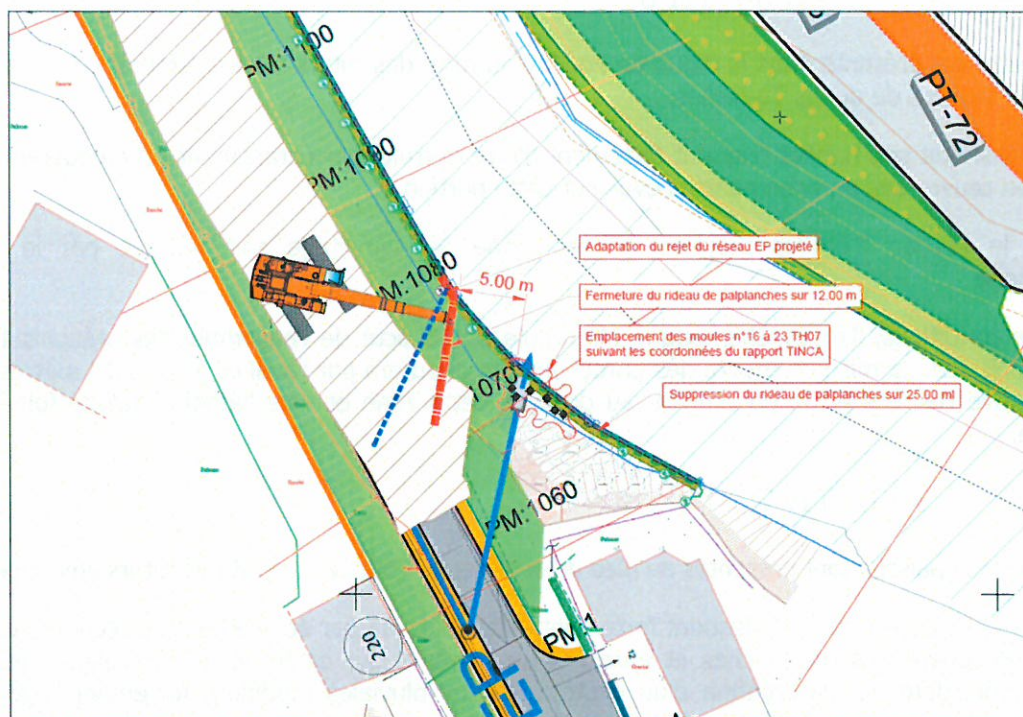 PM:1100
PM:1090
PM:1080
5.00 m
PT-72
Adaptation du rejet du réseau EP projeté
Fermeture du rideau de palplanches sur 12.00 m
Emplacement des moules n°16 à 23 TH07
suivant les coordonnées du rapport TINCA
Suppression du rideau de palplanches sur 25.00 ml
1070
PM:1060
PM 1
220
EP